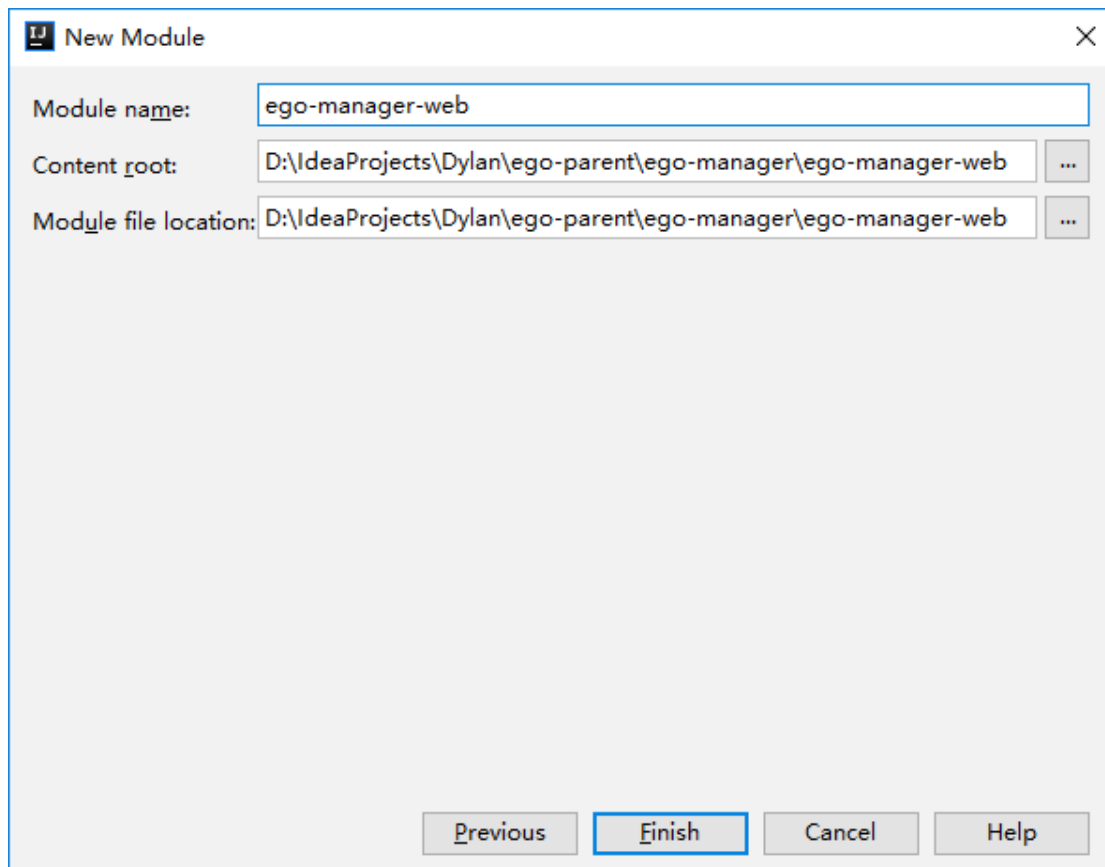 IJ New Module
Module name: ego-manager-web
Content root: D:\IdeaProjects\Dylan\ego-parent\ego-manager\ego-manager-web ...
Module file location: D:\IdeaProjects\Dylan\ego-parent\ego-manager\ego-manager-web ...
Previous Finish Cancel Help